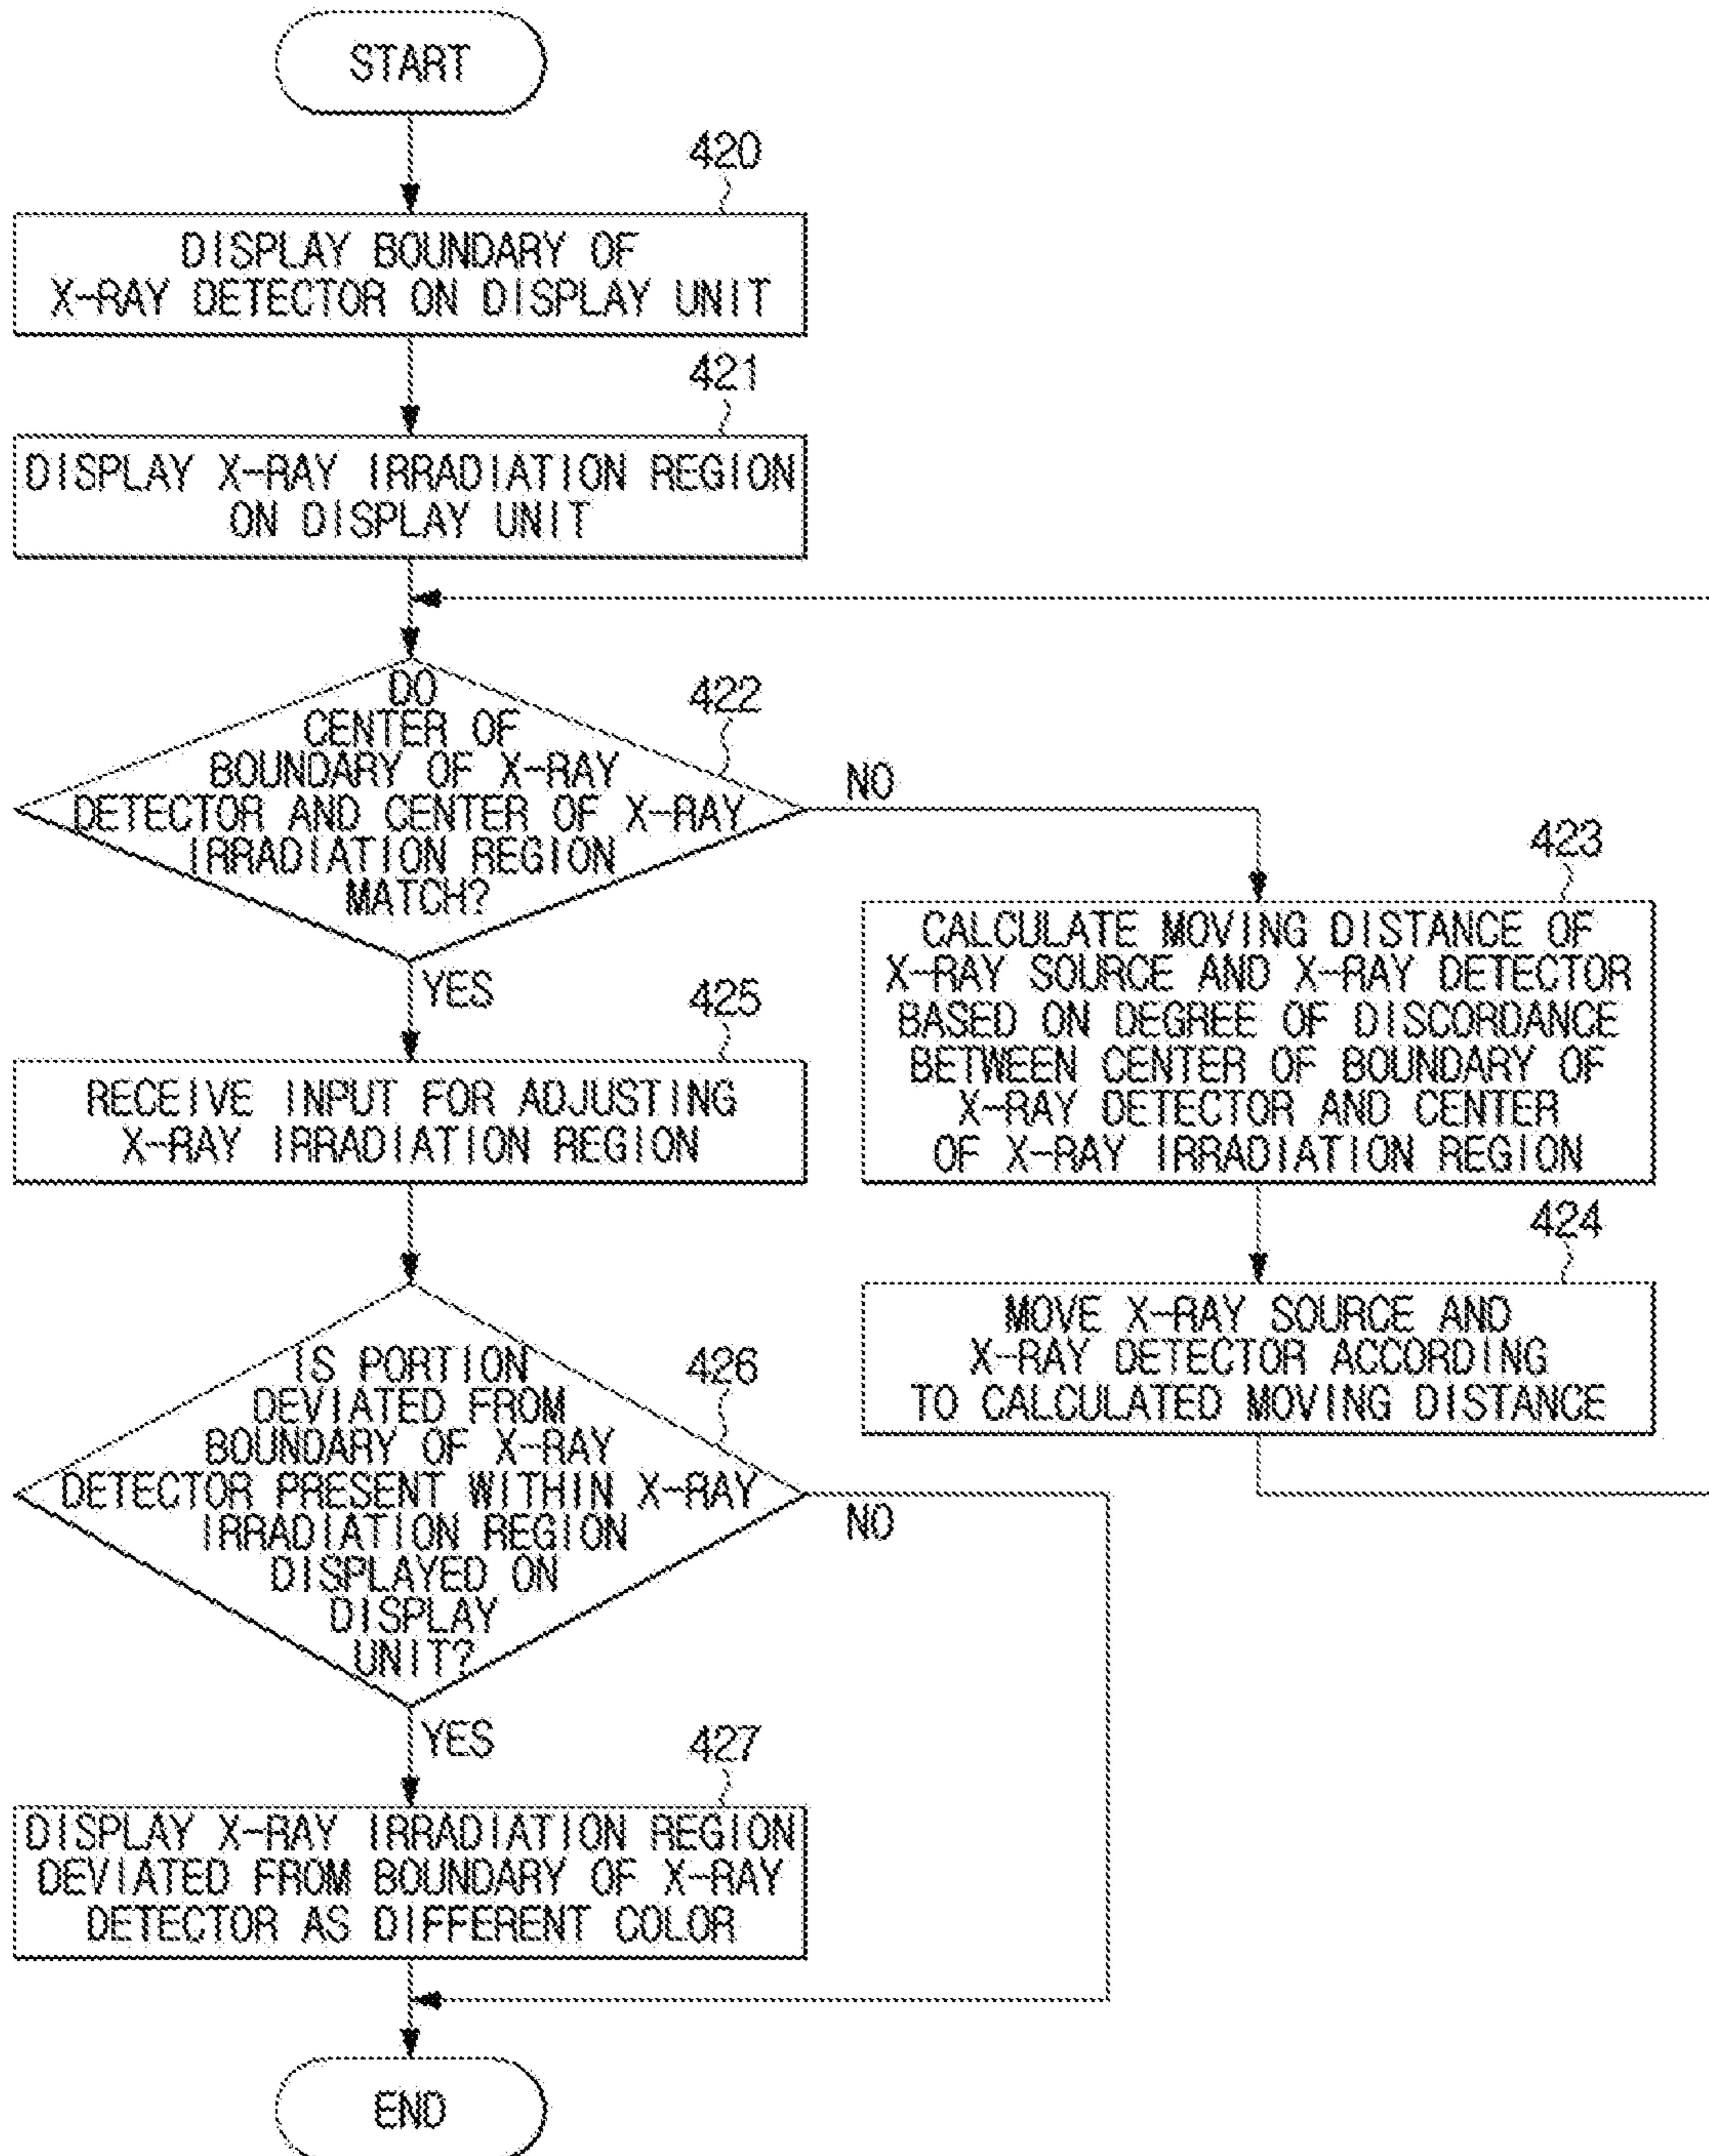 START
420
DISPLAY BOUNDARY OF
X-RAY DETECTOR ON DISPLAY UNIT
421
DISPLAY X-RAY IRRADIATION REGION
ON DISPLAY UNIT
422
DO
CENTER OF
BOUNDARY OF X-RAY
DETECTOR AND CENTER OF X-RAY
IRRADIATION REGION
MATCH?
NO
YES
423
CALCULATE MOVING DISTANCE OF
X-RAY SOURCE AND X-RAY DETECTOR
BASED ON DEGREE OF DISCORDANCE
BETWEEN CENTER OF BOUNDARY OF
X-RAY DETECTOR AND CENTER
OF X-RAY IRRADIATION REGION
424
MOVE X-RAY SOURCE AND
X-RAY DETECTOR ACCORDING
TO CALCULATED MOVING DISTANCE
425
RECEIVE INPUT FOR ADJUSTING
X-RAY IRRADIATION REGION
426
IS PORTION
DEVIATED FROM
BOUNDARY OF X-RAY
DETECTOR PRESENT WITHIN X-RAY
IRRADIATION REGION
DISPLAYED ON
DISPLAY
UNIT?
NO
YES
427
DISPLAY X-RAY IRRADIATION REGION
DEVIATED FROM BOUNDARY OF X-RAY
DETECTOR AS DIFFERENT COLOR
END